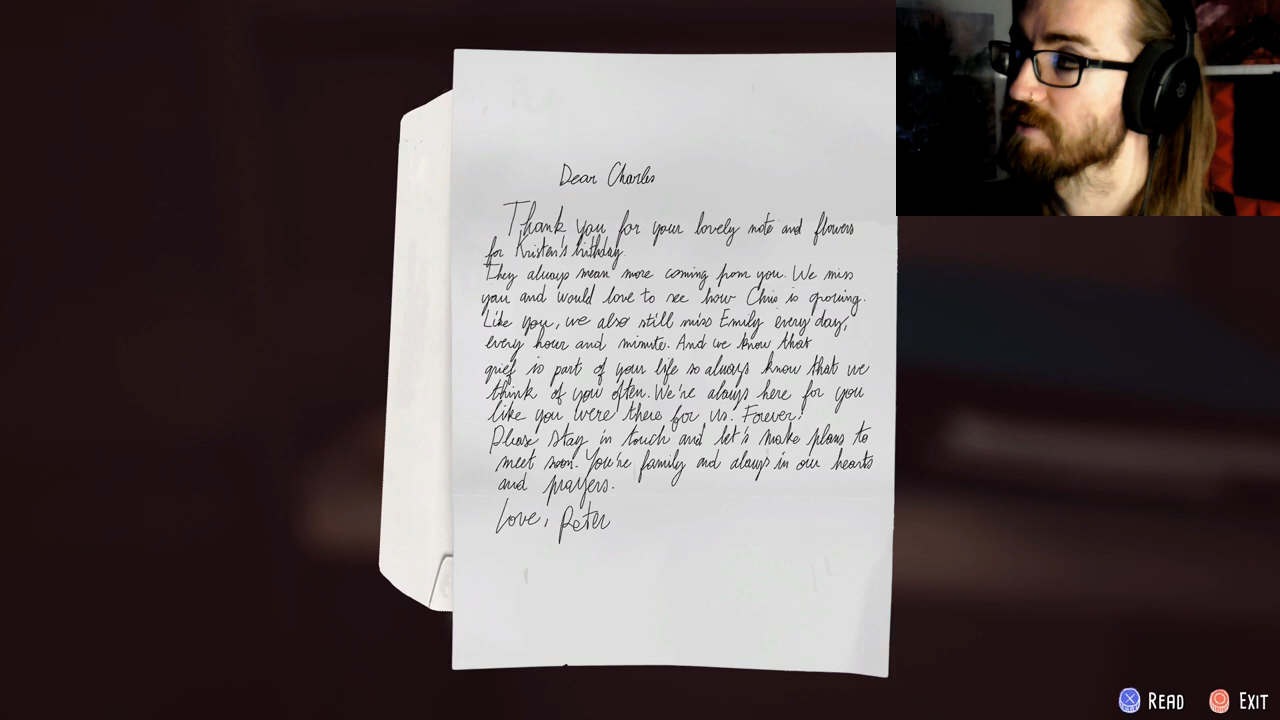 Dear Charles
Thank you for your lovely note and flowers
for Kristen's birthday.
They always mean more coming from you. We miss
you and would love to see how Chris is growing.
Like you, we also still miss Emily every day,
every hour and minute. And we know that
grief is part of your life so always know that we
think of you often. We're always here for you
like you were there for us. Forever!
Please stay in touch and let's make plans to
meet soon. You're family and always in our hearts
and prayers.
Love, Peter
READ EXIT